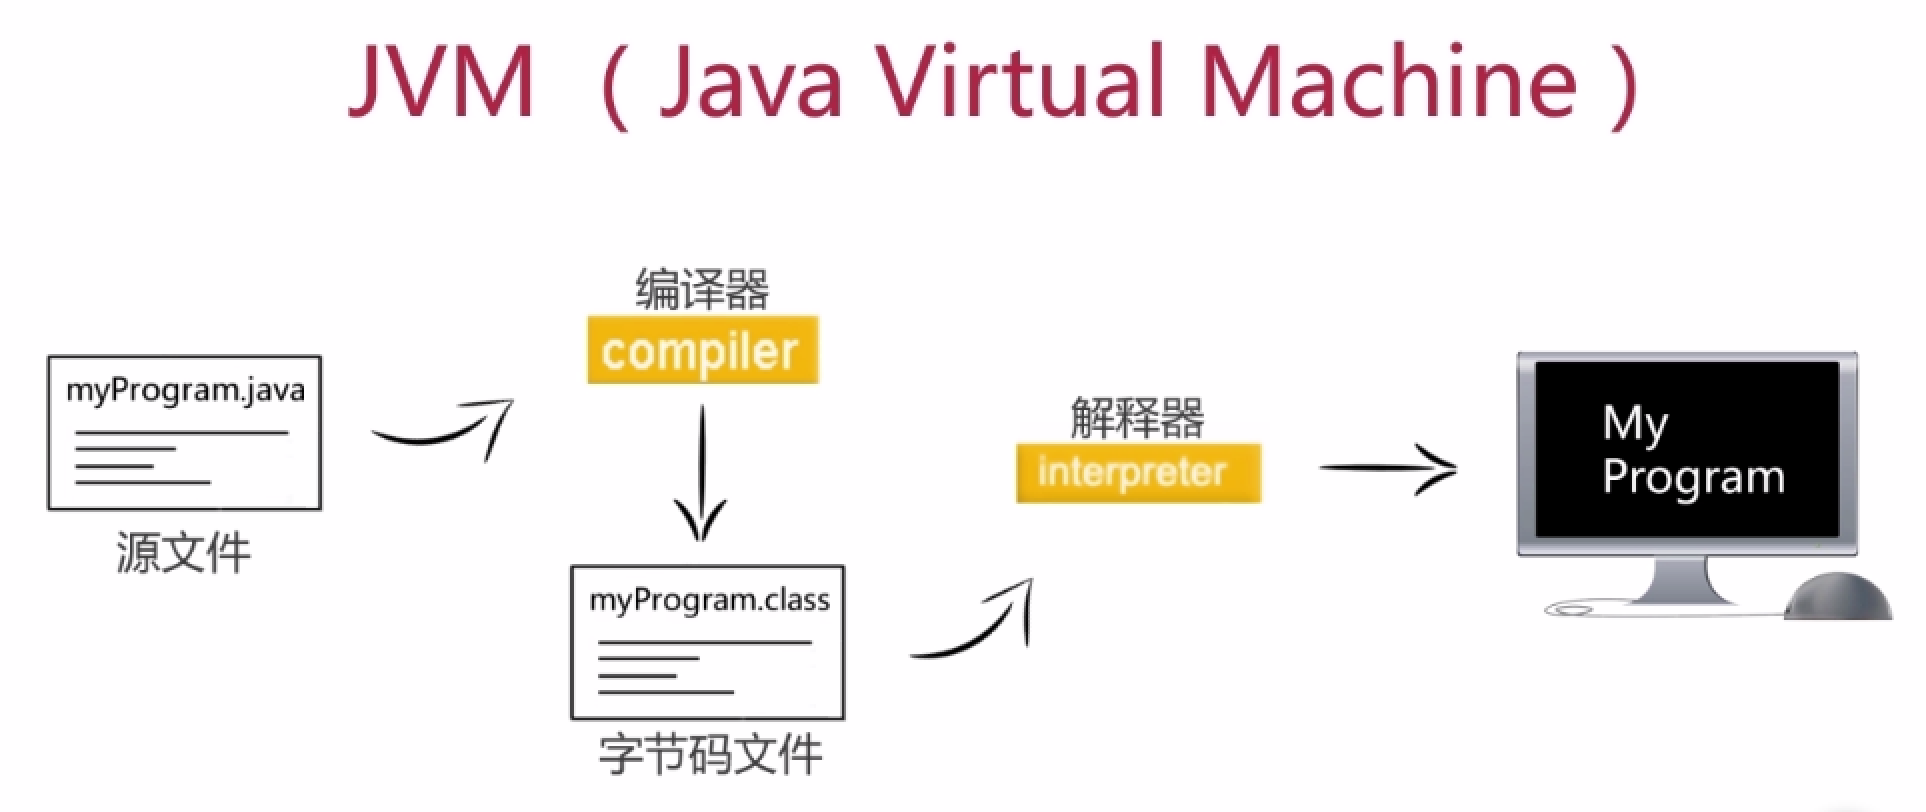 JVM （Java Virtual Machine）
myProgram.java
源文件
编译器
compiler
myProgram.class
字节码文件
解释器
interpreter
My
Program